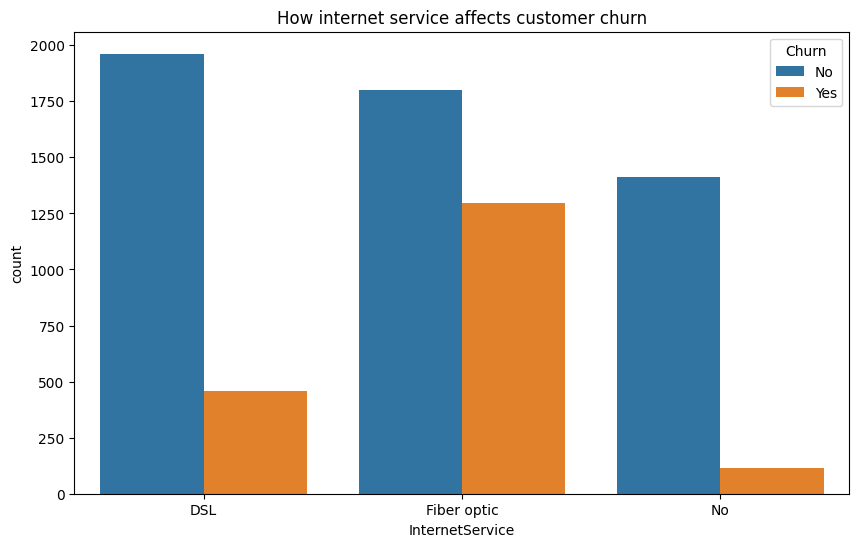 How internet service affects customer churn
Churn
No
Yes
2000
1750
1500
1250
1000
750
500
250
0
count
DSL
Fiber optic
No
InternetService